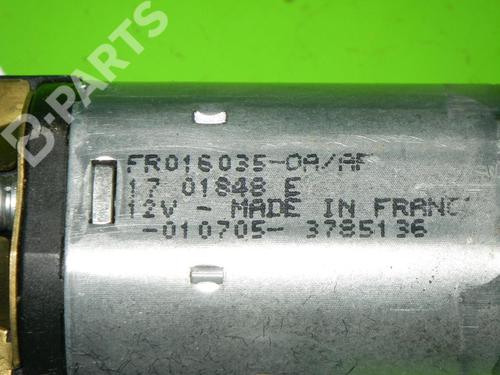 B-PARTS
FR016035-0A/AF
17 01848 E
12V - MADE IN FRANC
-010705- 3785136